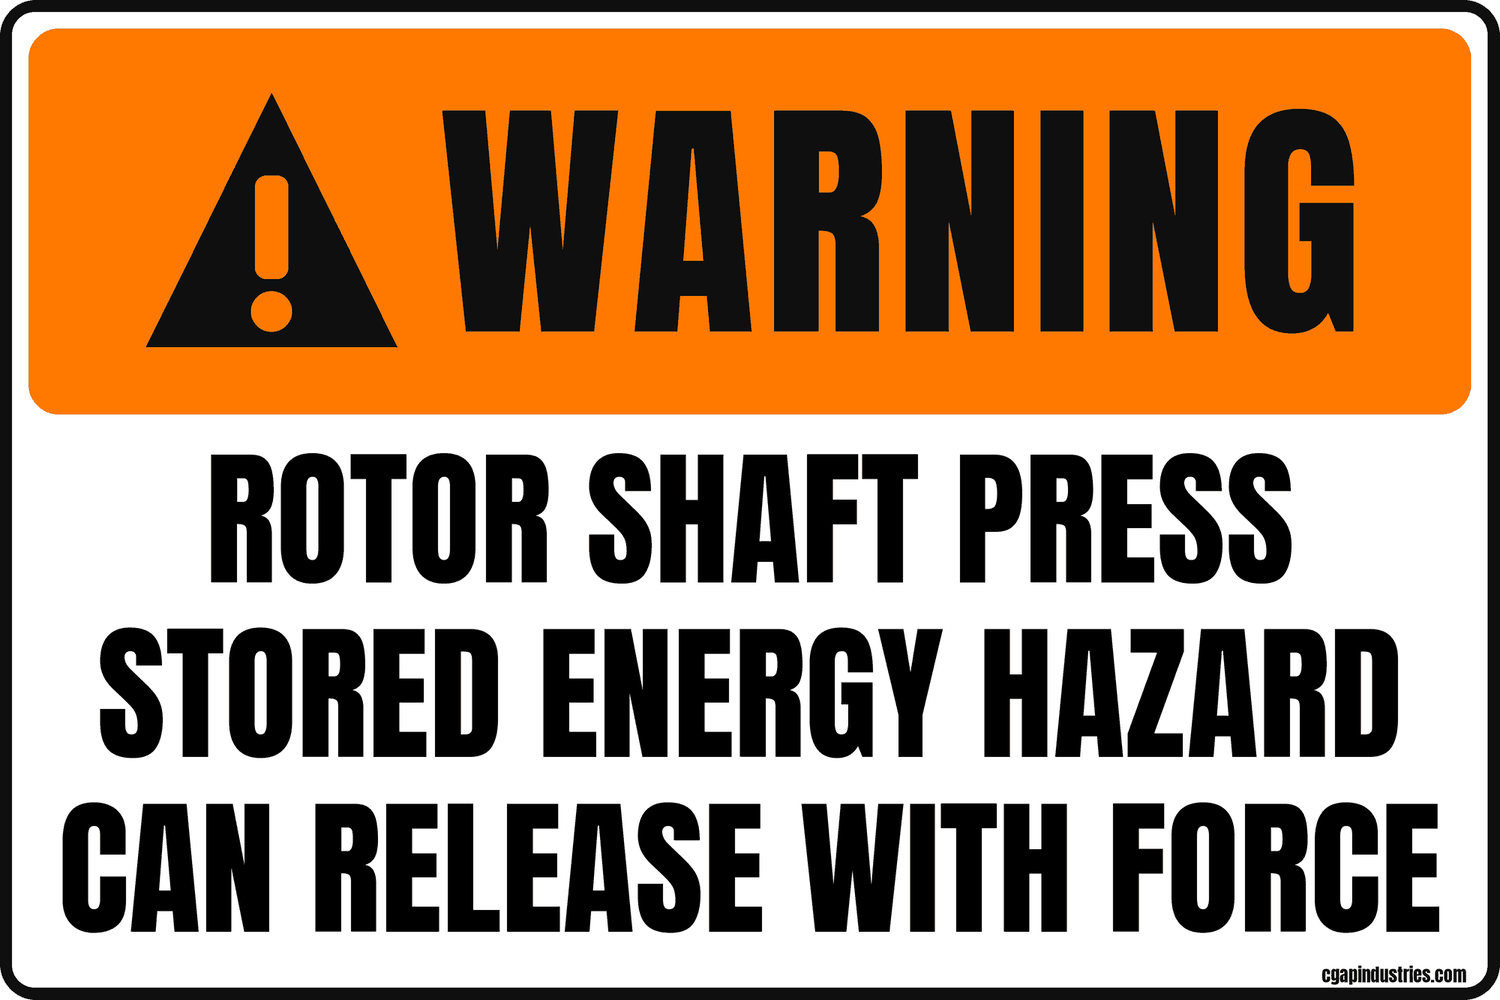 WARNING
ROTOR SHAFT PRESS
STORED ENERGY HAZARD
CAN RELEASE WITH FORCE
cgapindustries.com